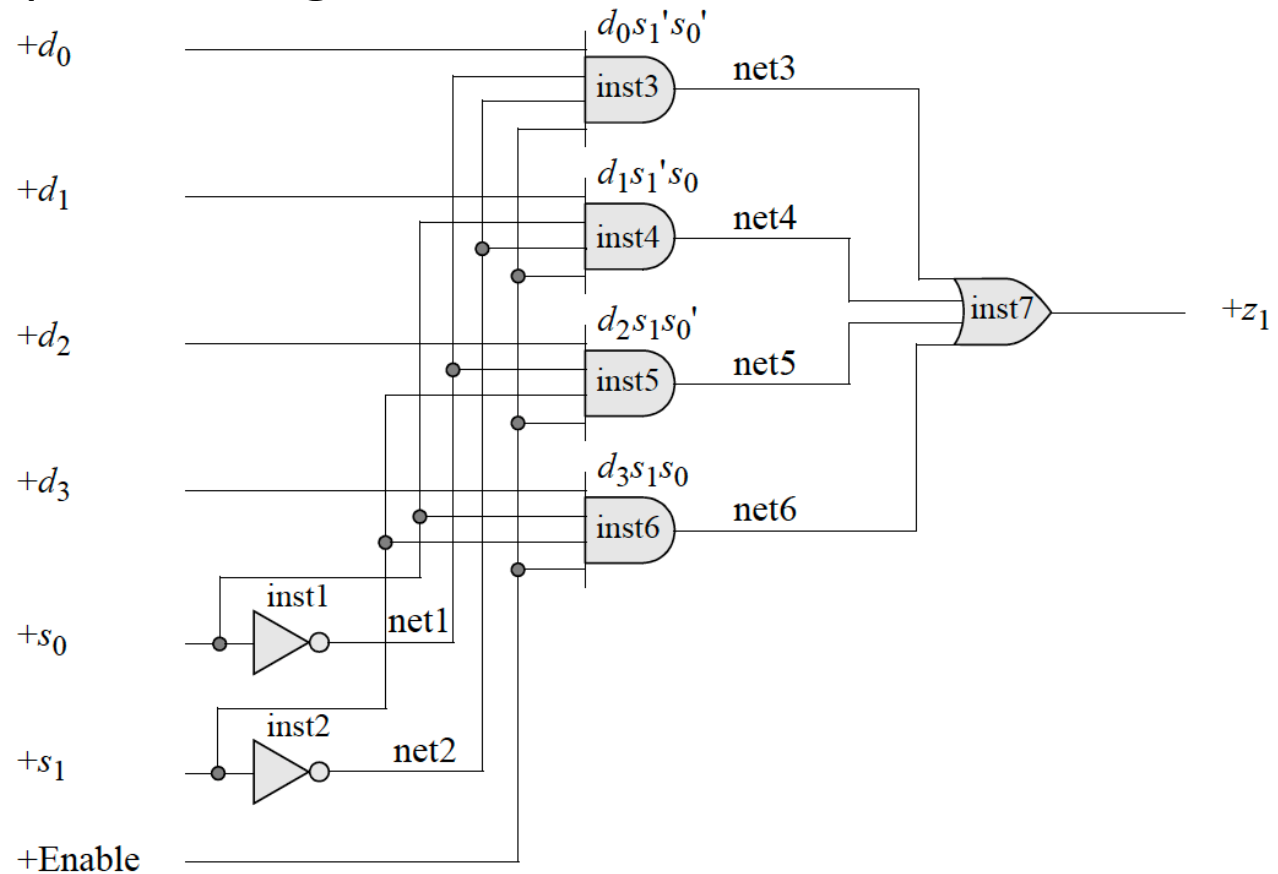 +d₀
d₀s₁'s₀'
inst3
net3
+d₁
d₁s₁'s₀
inst4
net4
+d₂
d₂s₁s₀'
inst5
net5
inst7
+z₁
+d₃
d₃s₁s₀
inst6
net6
inst1
+s₀
net1
inst2
+s₁
net2
+Enable